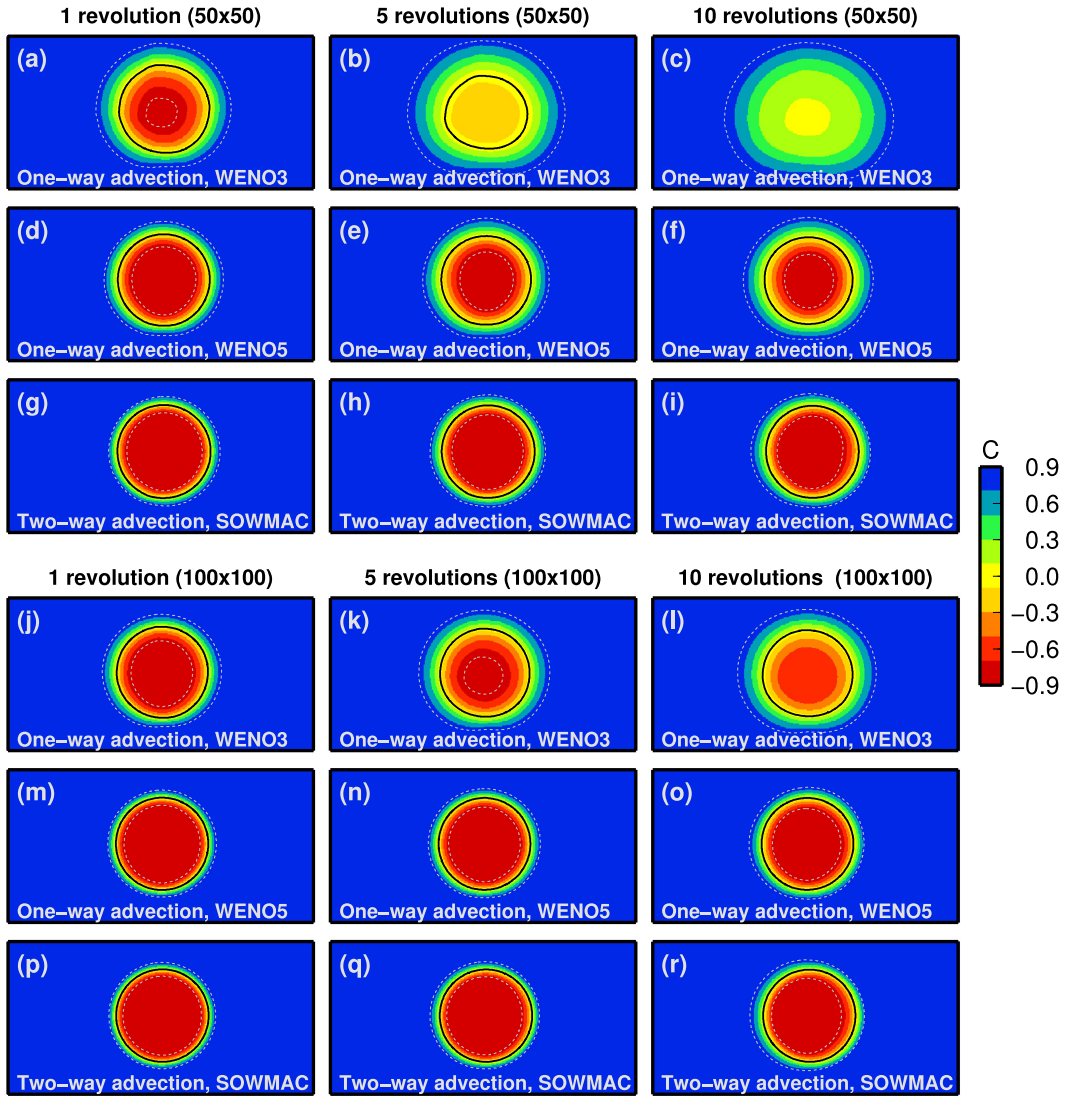 1 revolution (50x50) 5 revolutions (50x50) 10 revolutions (50x50)
(a) (b) (c)
One–way advection, WENO3 One–way advection, WENO3 One–way advection, WENO3
(d) (e) (f)
One–way advection, WENO5 One–way advection, WENO5 One–way advection, WENO5
(g) (h) (i)
Two–way advection, SOWMAC Two–way advection, SOWMAC Two–way advection, SOWMAC
C
0.9
0.6
0.3
0.0
−0.3
−0.6
−0.9
1 revolution (100x100) 5 revolutions (100x100) 10 revolutions (100x100)
(j) (k) (l)
One–way advection, WENO3 One–way advection, WENO3 One–way advection, WENO3
(m) (n) (o)
One–way advection, WENO5 One–way advection, WENO5 One–way advection, WENO5
(p) (q) (r)
Two–way advection, SOWMAC Two–way advection, SOWMAC Two–way advection, SOWMAC